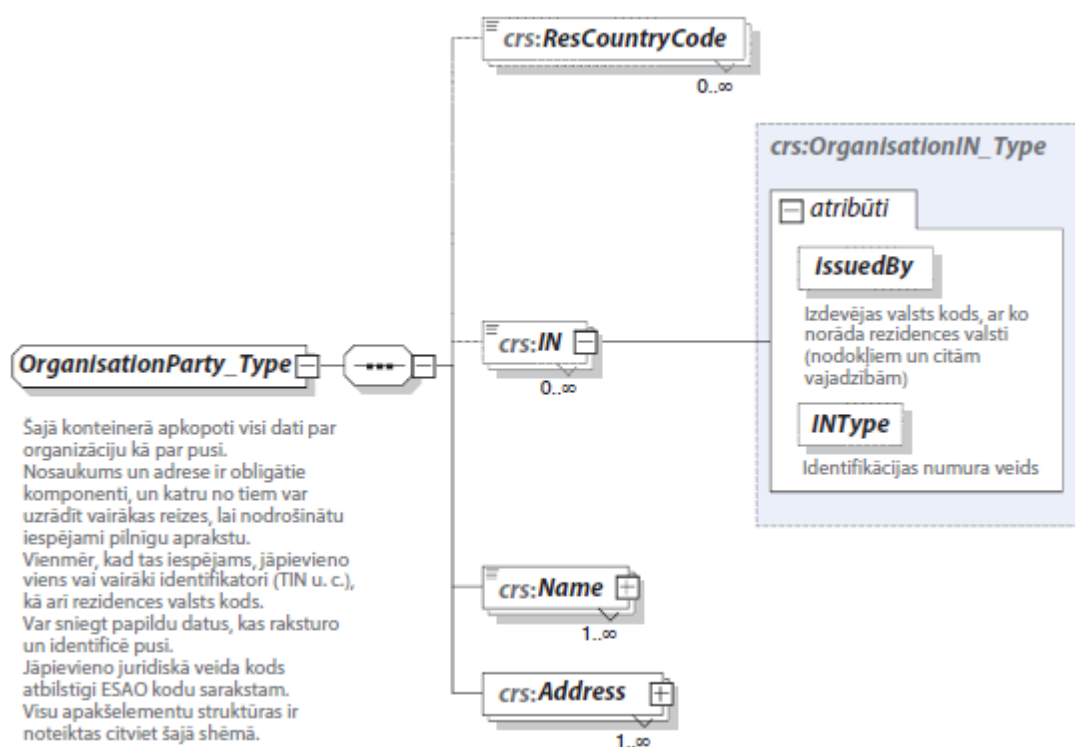 crs:ResCountryCode
0..∞
crs:OrganisationIN_Type
atribūti
IssuedBy
Izdevējas valsts kods, ar ko
norāda rezidences valsti
(nodokļiem un citām
vajadzībām)
INType
Identifikācijas numura veids
crs:IN
0..∞
OrganisationParty_Type
Šajā konteinerā apkopoti visi dati par
organizāciju kā par pusi.
Nosaukums un adrese ir obligātie
komponenti, un katru no tiem var
uzrādīt vairākas reizes, lai nodrošinātu
iespējami pilnīgu aprakstu.
Vienmēr, kad tas iespējams, jāpievieno
viens vai vairāki identifikatori (TIN u. c.),
kā arī rezidences valsts kods.
Var sniegt papildu datus, kas raksturo
un identificē pusi.
Jāpievieno juridiskā veida kods
atbilstīgi ESAO kodu sarakstam.
Visu apakšelementu struktūras ir
noteiktas citviet šajā shēmā.
crs:Name
1..∞
crs:Address
1..∞